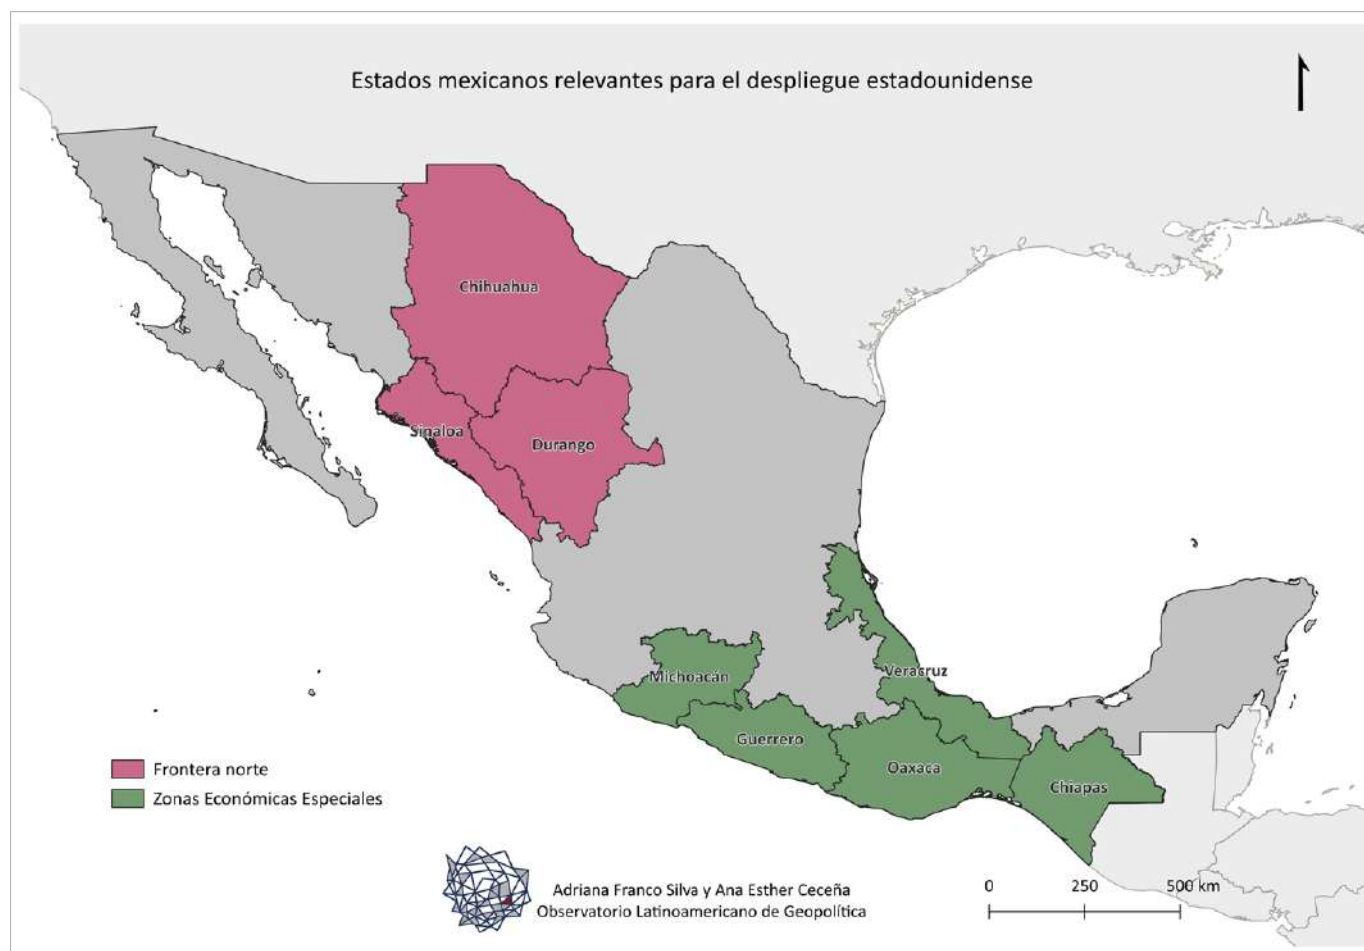 Estados mexicanos relevantes para el despliegue estadounidense
Chihuahua
Sinaloa
Durango
Michoacán
Veracruz
Guerrero
Oaxaca
Chiapas
Frontera norte
Zonas Económicas Especiales
Adriana Franco Silva y Ana Esther Ceceña
Observatorio Latinoamericano de Geopolítica
0 250 500 km